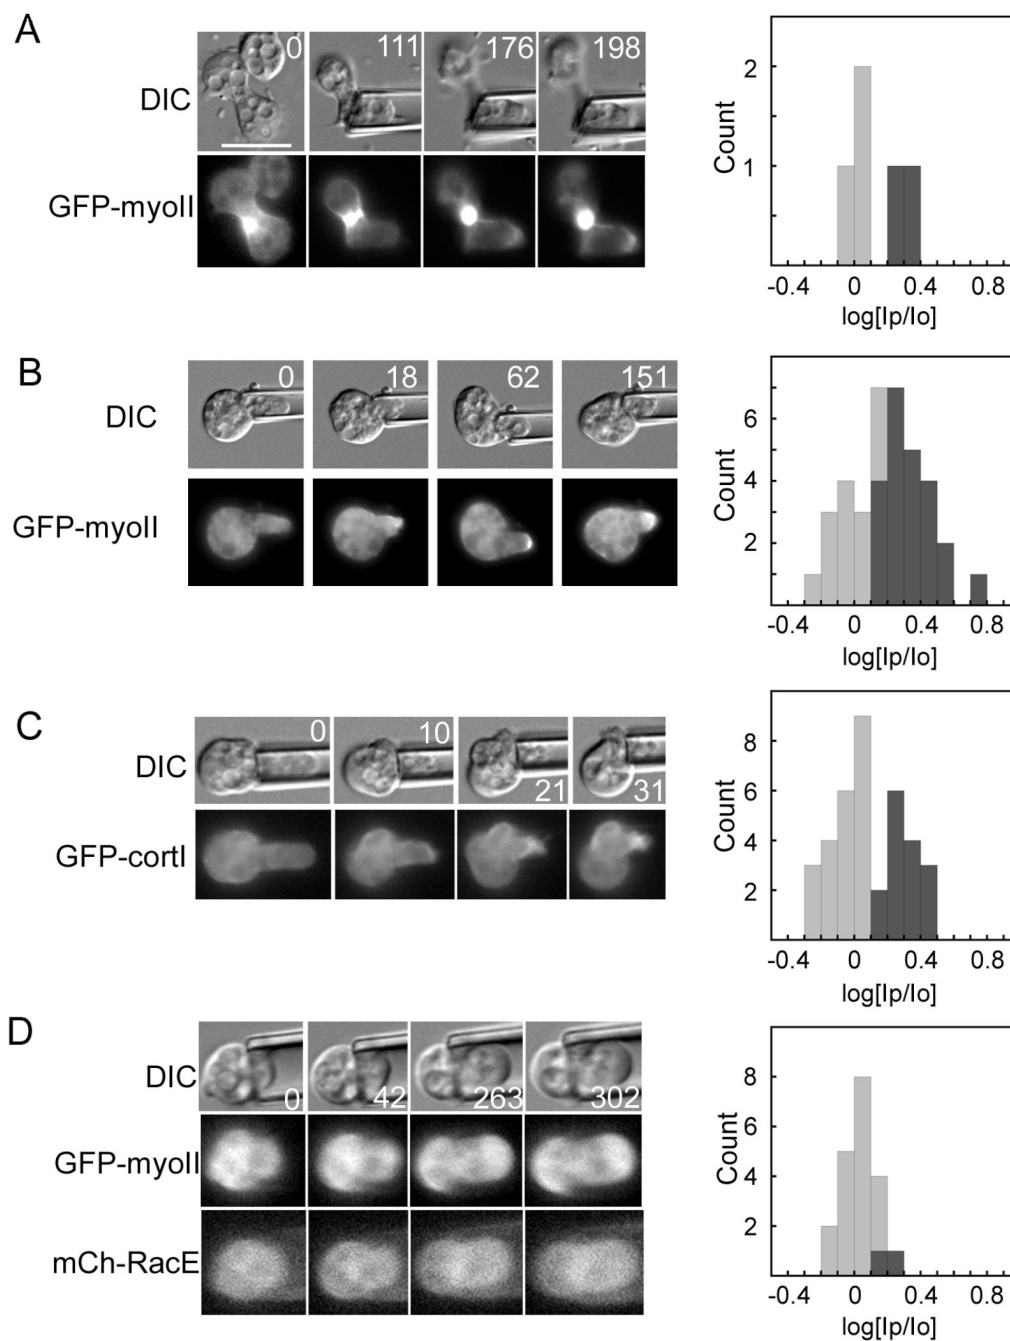 A
DIC
0
111
176
198
GFP-myoII
Count
2
1
-0.4 0 0.4 0.8
log[Ip/Io]
B
DIC
0
18
62
151
GFP-myoII
Count
6
4
2
-0.4 0 0.4 0.8
log[Ip/Io]
C
DIC
0
10
21
31
GFP-cortI
Count
8
6
4
2
-0.4 0 0.4 0.8
log[Ip/Io]
D
DIC
0
42
263
302
GFP-myoII
mCh-RacE
Count
8
6
4
2
-0.4 0 0.4 0.8
log[Ip/Io]